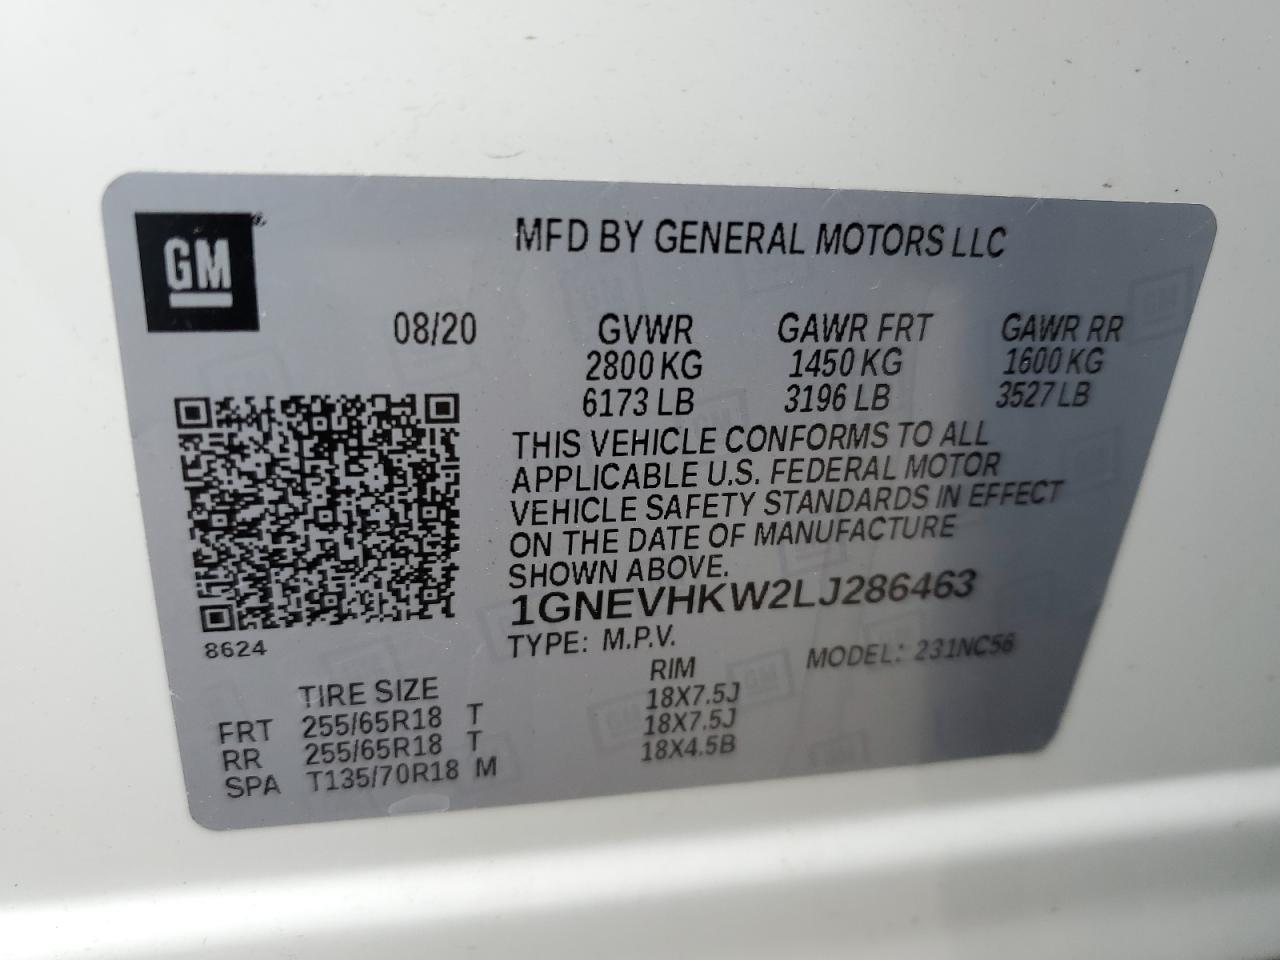 GM
MFD BY GENERAL MOTORS LLC
08/20 GVWR GAWR FRT GAWR RR
2800 KG 1450 KG 1600 KG
6173 LB 3196 LB 3527 LB
THIS VEHICLE CONFORMS TO ALL
APPLICABLE U.S. FEDERAL MOTOR
VEHICLE SAFETY STANDARDS IN EFFECT
ON THE DATE OF MANUFACTURE
SHOWN ABOVE.
1GNEVHKW2LJ286463
8624
TYPE: M.P.V. MODEL: 231NC56
TIRE SIZE RIM
FRT 255/65R18 T 18X7.5J
RR 255/65R18 T 18X7.5J
SPA T135/70R18 M 18X4.5B